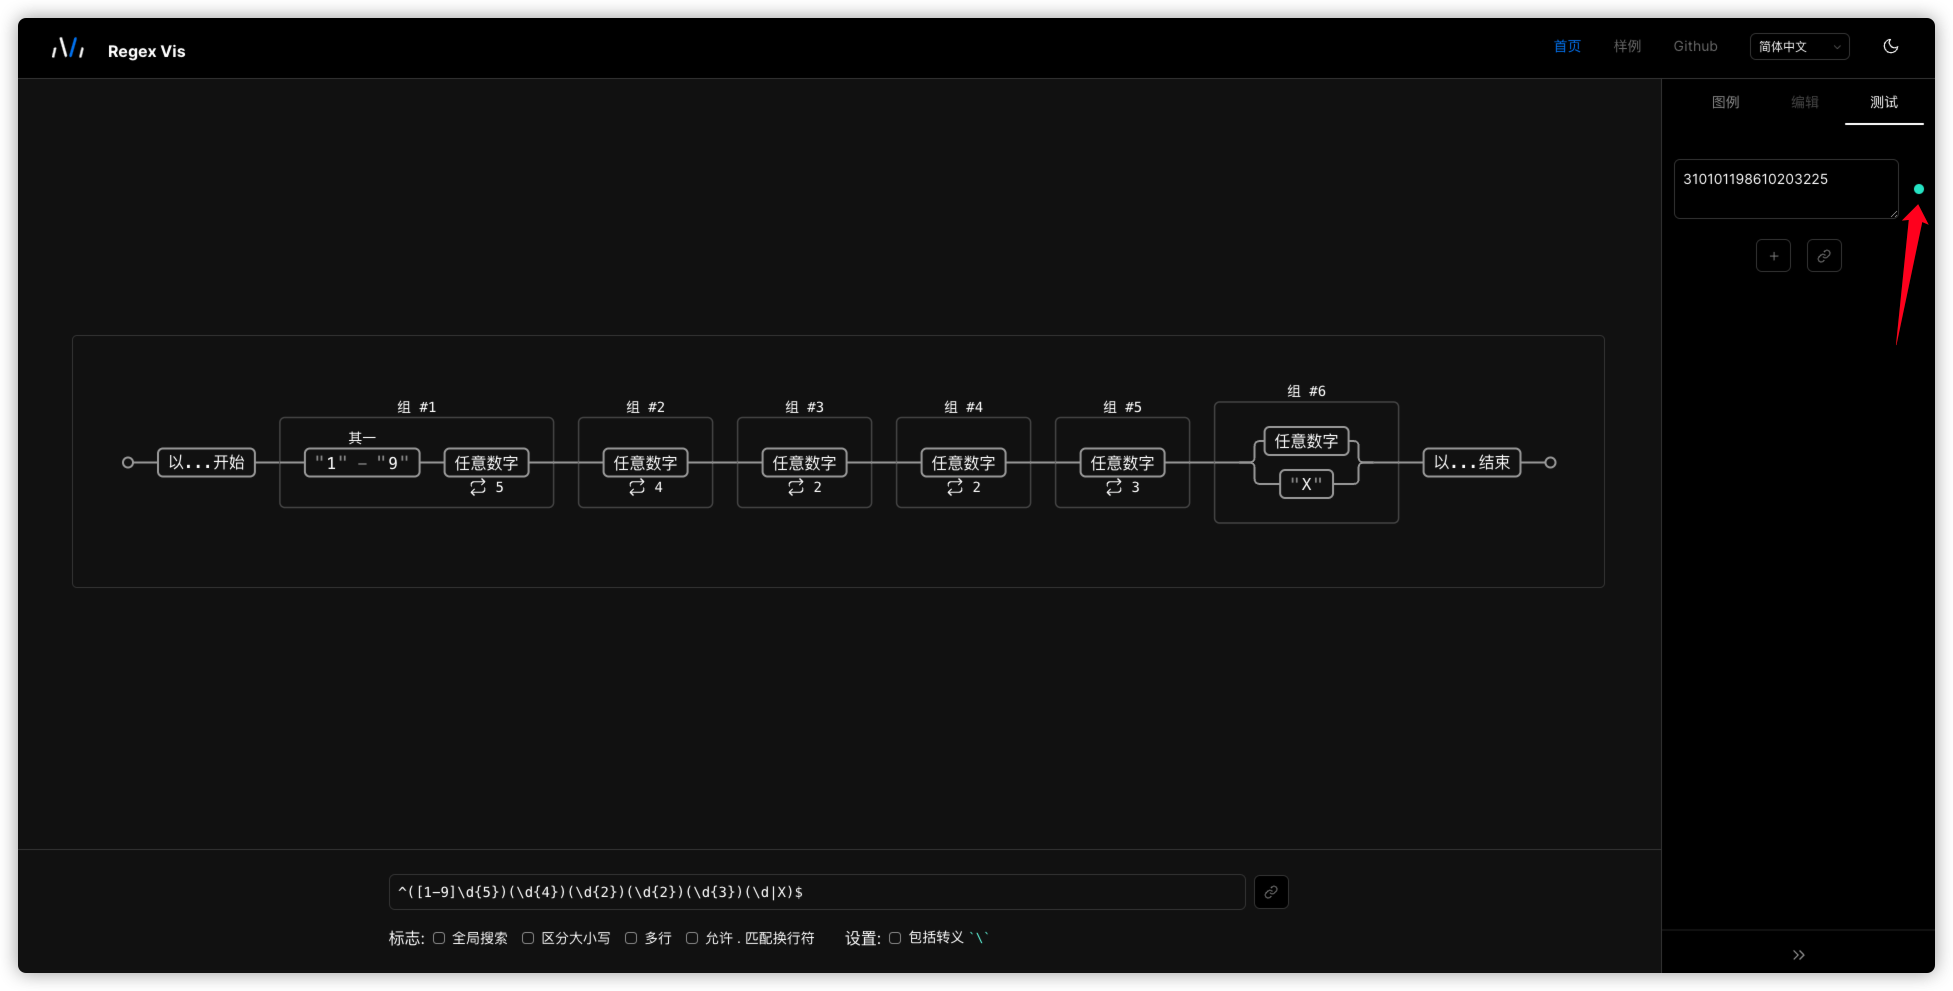 Regex Vis
首页
样例
Github
简体中文
图例
编辑
测试
310101198610203225
+
组 #1
组 #2
组 #3
组 #4
组 #5
组 #6
其一
以...开始
"1" - "9"
任意数字
5
任意数字
4
任意数字
2
任意数字
2
任意数字
3
任意数字
"X"
以...结束
^([1-9]\d{5})(\d{4})(\d{2})(\d{2})(\d{3})(\d|X)$
标志: 全局搜索 区分大小写 多行 允许 . 匹配换行符 设置: 包括转义 `\`